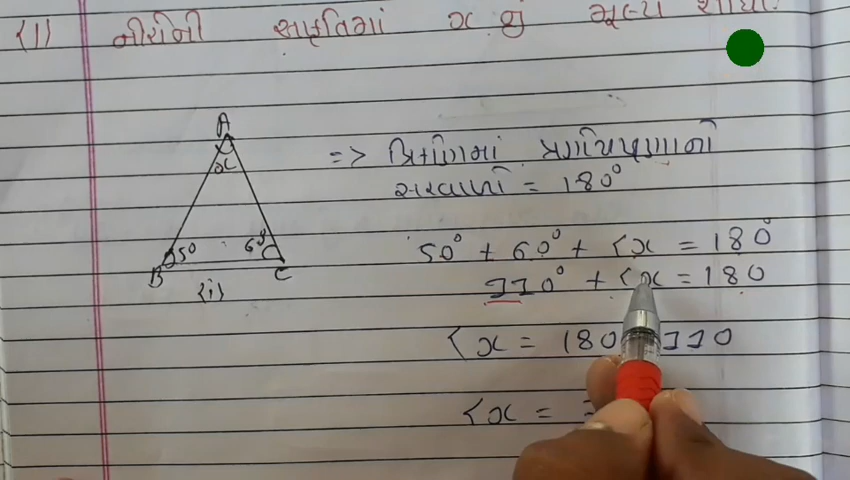 (1) નીચેની આકૃતિમાં x નું મૂલ્ય શોધો.
A
x
50 60°
B C
(i)
=> ત્રિકોણમાં ત્રણેય ખૂણાનો
સરવાળો = 180°
50° + 60° + <x = 180°
110° + <x = 180
<x = 180 110
<x =